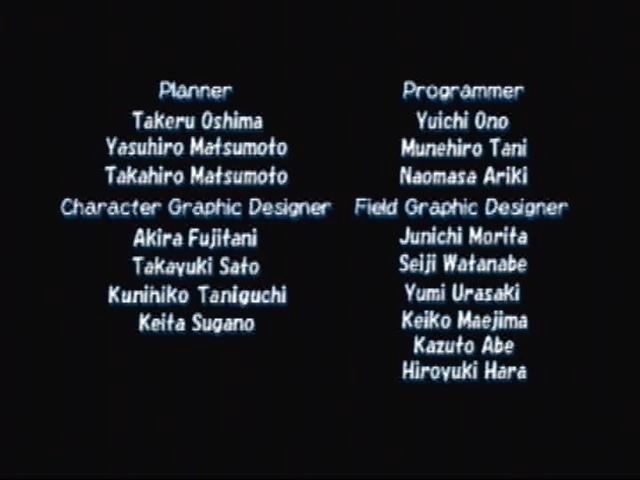 Planner
Takeru Oshima
Yasuhiro Matsumoto
Takahiro Matsumoto
Character Graphic Designer
Akira Fujitani
Takayuki Sato
Kunihiko Taniguchi
Keita Sugano
Programmer
Yuichi Ono
Munehiro Tani
Naomasa Ariki
Field Graphic Designer
Junichi Morita
Seiji Watanabe
Yumi Urasaki
Keiko Maejima
Kazuto Abe
Hiroyuki Hara